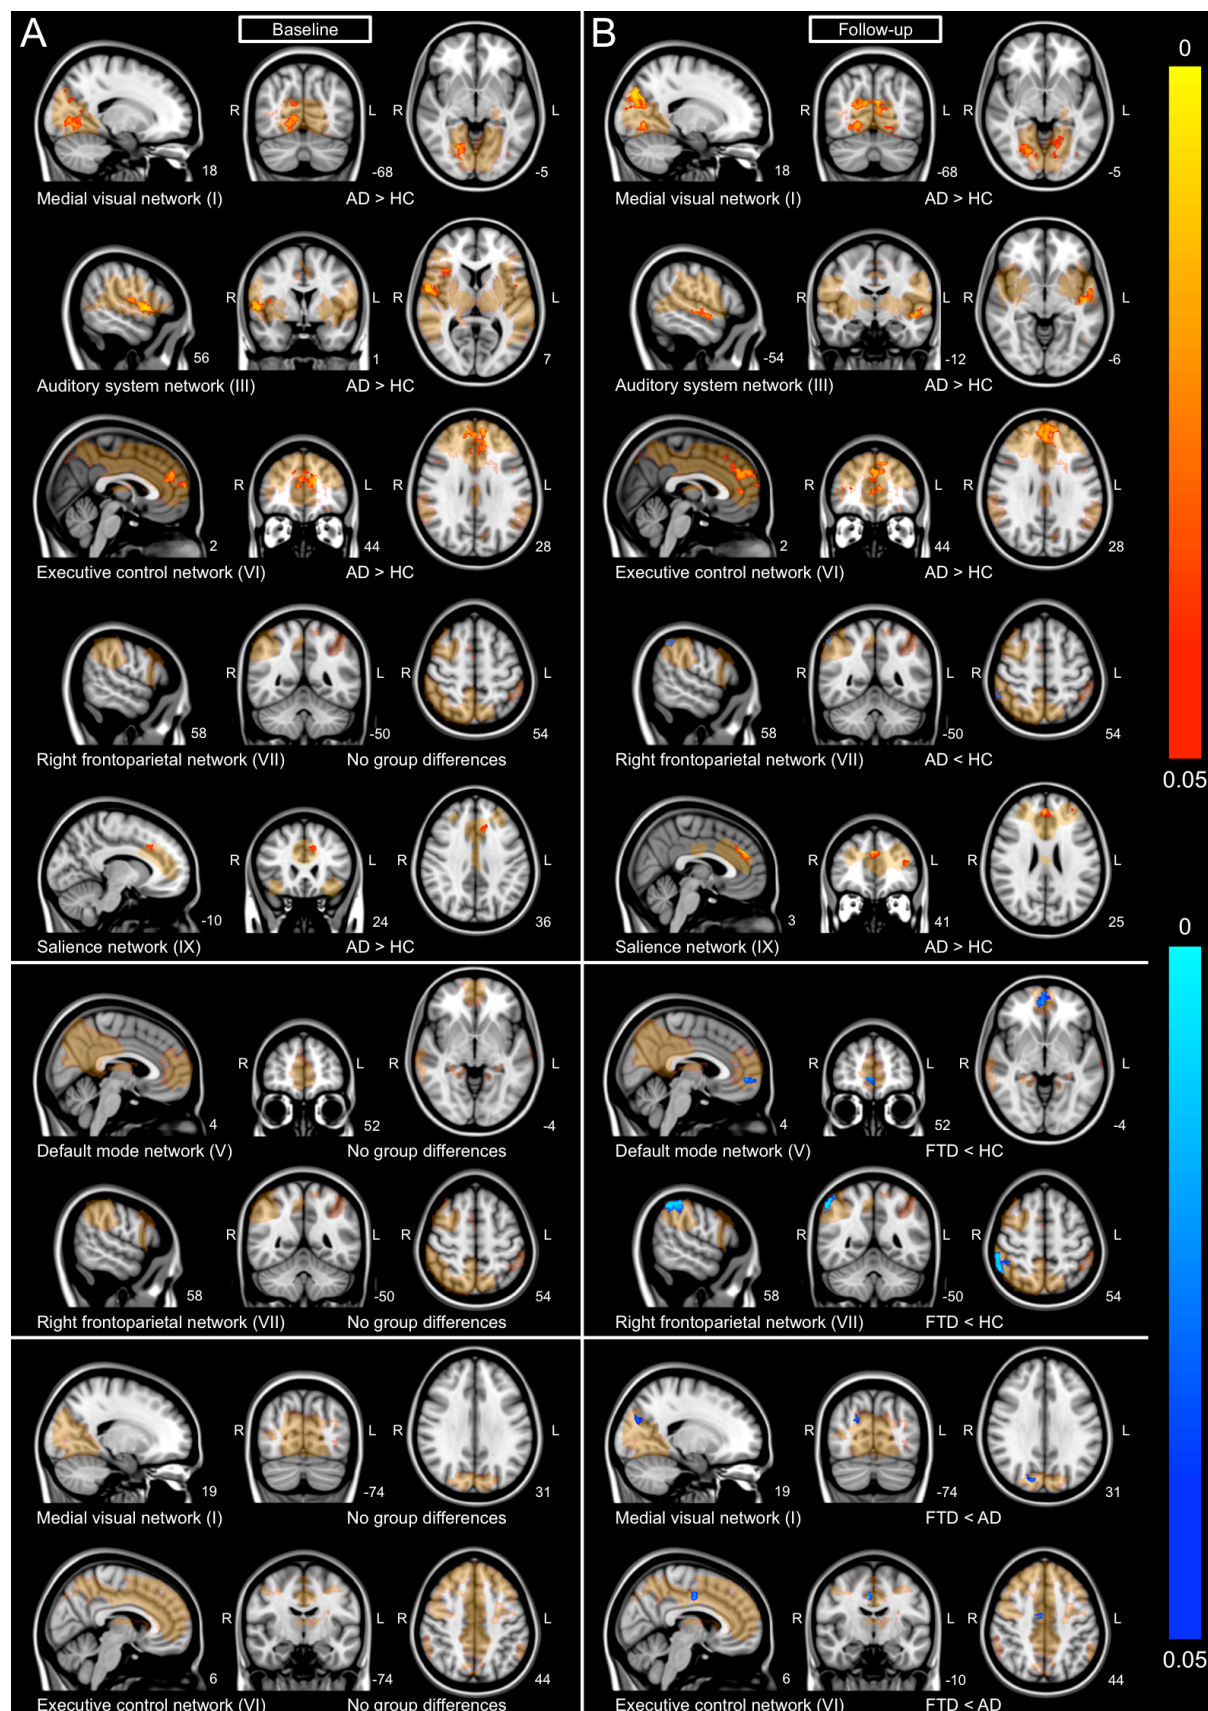 A Baseline B Follow-up 0
R L R L
18 -68 -5 18 -68 -5
Medial visual network (I) AD > HC Medial visual network (I) AD > HC
R L R L
56 1 7 -54 -12 -6
Auditory system network (III) AD > HC Auditory system network (III) AD > HC
R L R L
2 44 28 2 44 28
Executive control network (VI) AD > HC Executive control network (VI) AD > HC
R L R L
58 -50 54 58 -50 54
Right frontoparietal network (VII) No group differences Right frontoparietal network (VII) AD < HC
0.05
R L R L
-10 24 36 3 41 25
Salience network (IX) AD > HC Salience network (IX) AD > HC
0
R L R L
4 52 -4 4 52 -4
Default mode network (V) No group differences Default mode network (V) FTD < HC
R L R L
58 -50 54 58 -50 54
Right frontoparietal network (VII) No group differences Right frontoparietal network (VII) FTD < HC
R L R L
19 -74 31 19 -74 31
Medial visual network (I) No group differences Medial visual network (I) FTD < AD
R L R L
6 -74 44 6 -10 44
0.05
Executive control network (VI) No group differences Executive control network (VI) FTD < AD